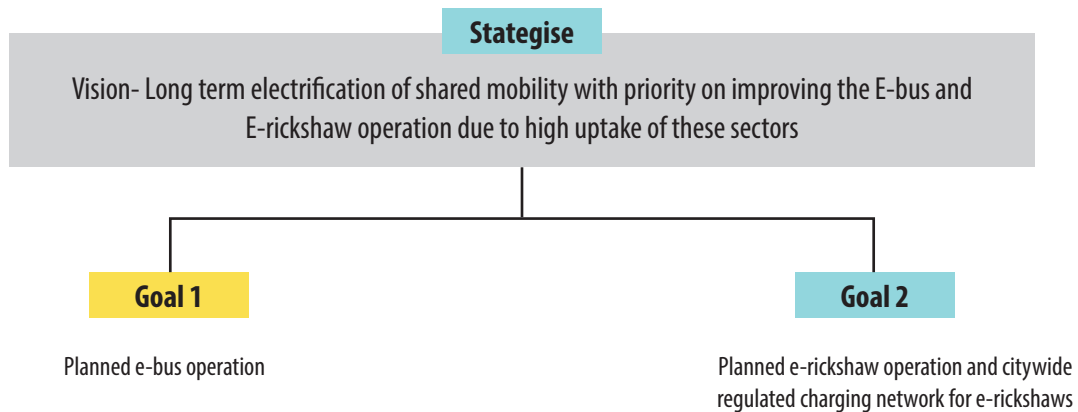 Stategise
Vision- Long term electrification of shared mobility with priority on improving the E-bus and
E-rickshaw operation due to high uptake of these sectors
Goal 1
Goal 2
Planned e-bus operation
Planned e-rickshaw operation and citywide
regulated charging network for e-rickshaws